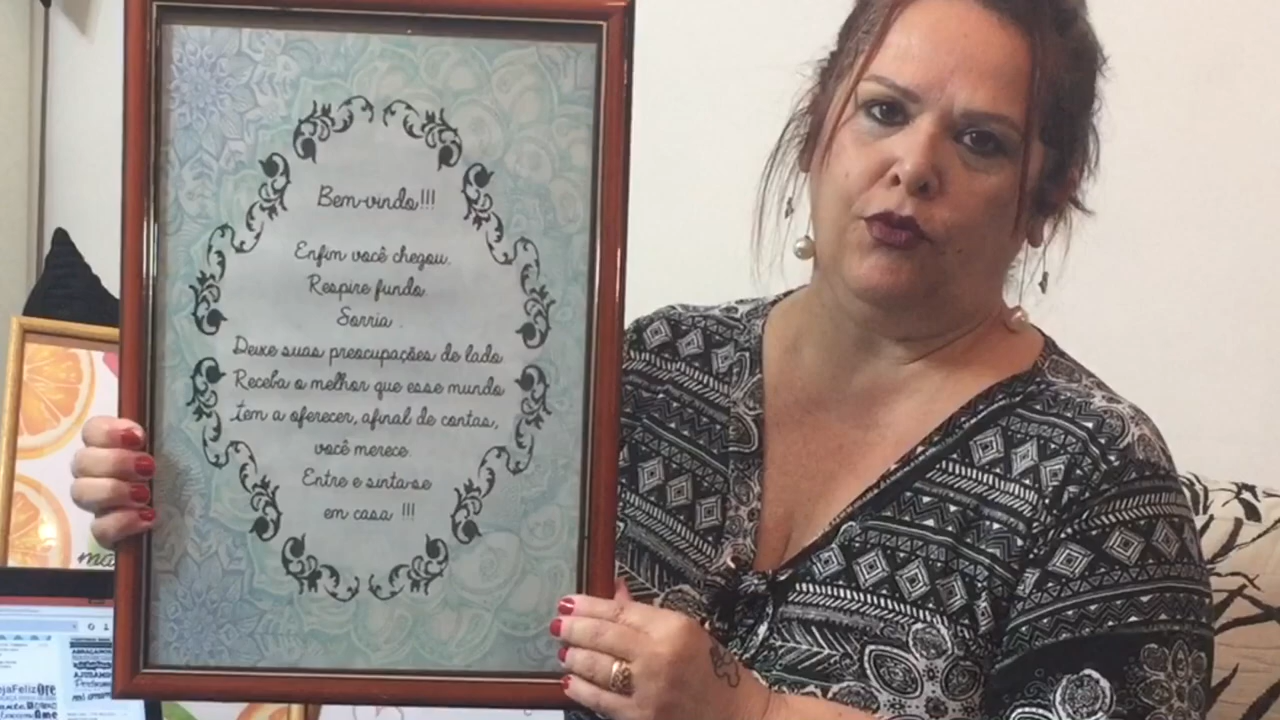 Bem-vindo!!!
Enfim você chegou.
Respire fundo.
Sorria .
Deixe suas preocupações de lado
Receba o melhor que esse mundo
tem a oferecer, afinal de contas,
você merece.
Entre e sinta-se
em casa !!!